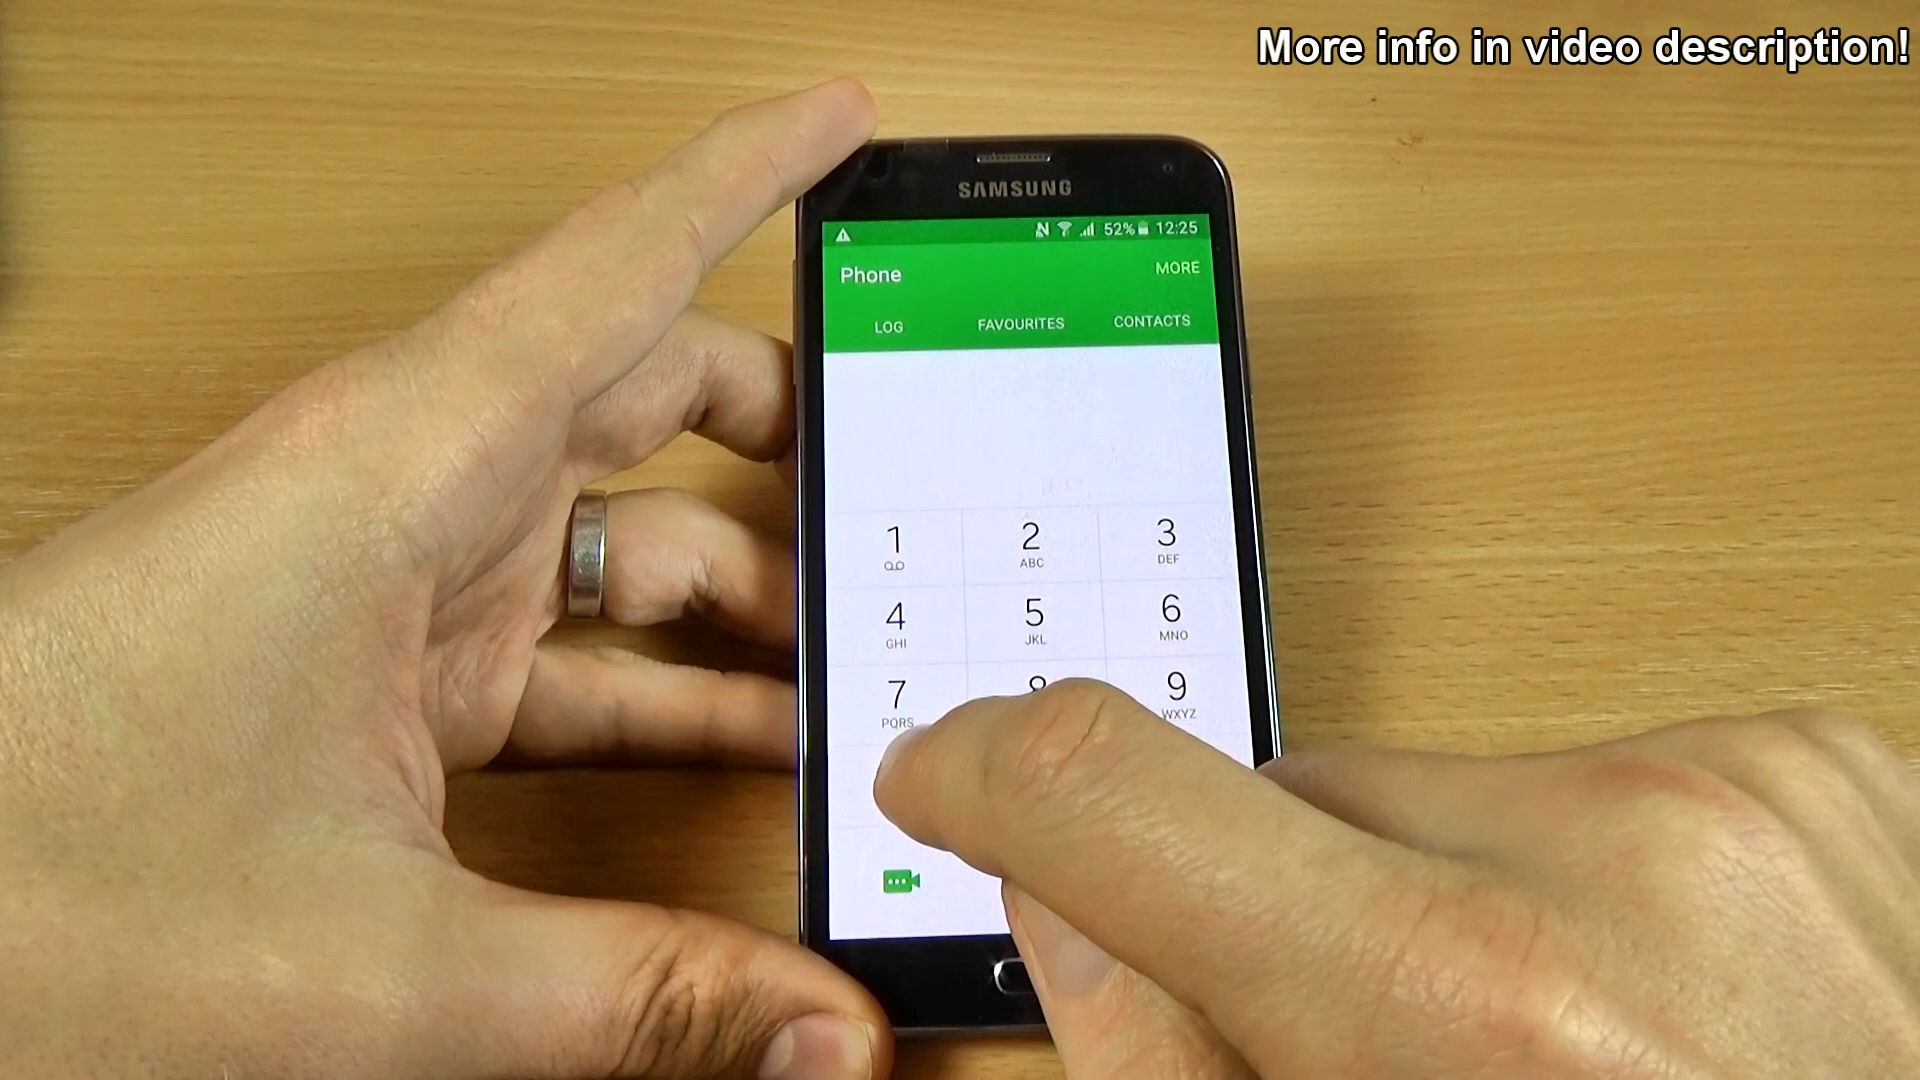 More info in video description!
SAMSUNG
52% 12:25
Phone MORE
LOG FAVOURITES CONTACTS
1 2 3
ABC DEF
4 5 6
GHI JKL MNO
7 8 9
PQRS WXYZ